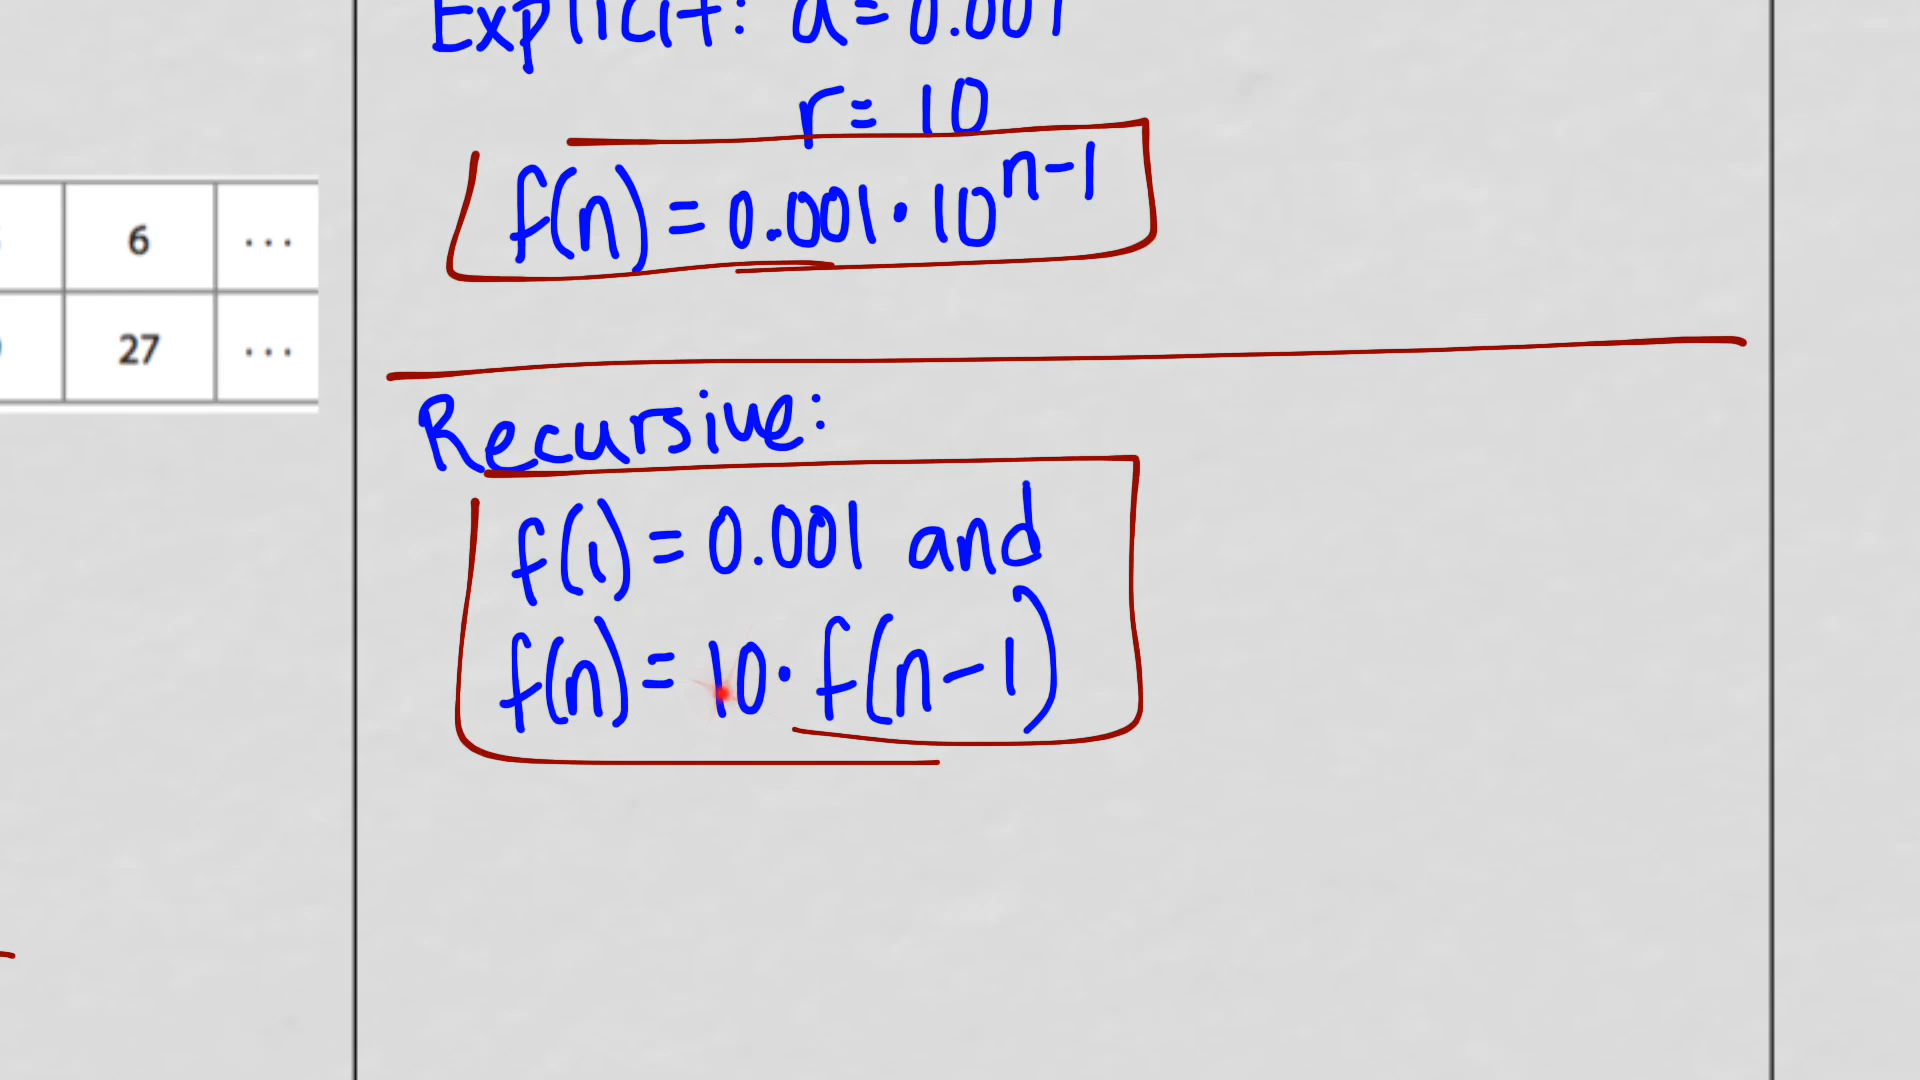 Explicit: a = 0.001
r = 10
f(n) = 0.001 · 10^{n-1}
6 ...
27 ...
Recursive:
f(1) = 0.001 and
f(n) = 10 · f(n-1)